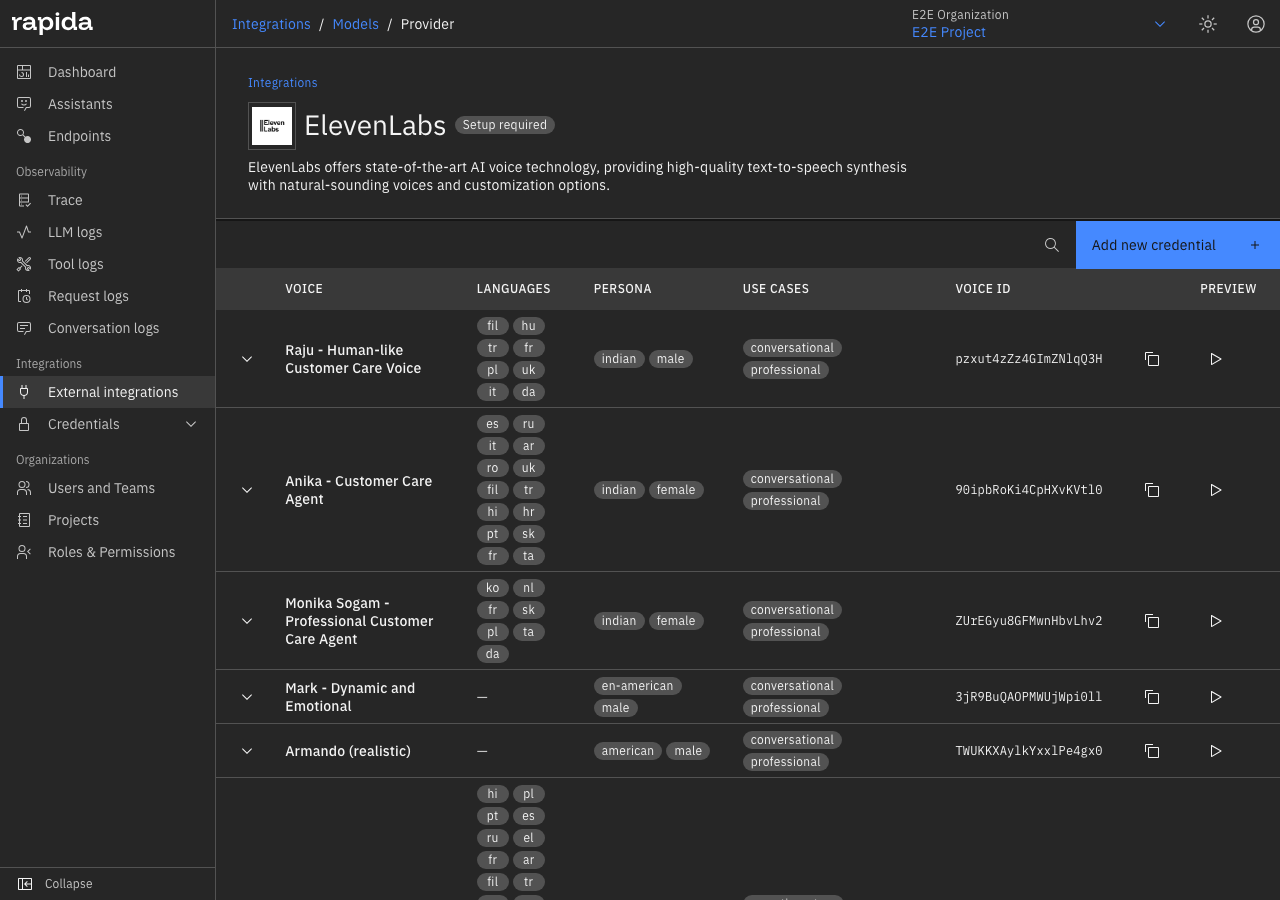 rapida
Integrations / Models / Provider
E2E Organization
E2E Project
Dashboard
Assistants
Endpoints
Observability
Trace
LLM logs
Tool logs
Request logs
Conversation logs
Integrations
External integrations
Credentials
Organizations
Users and Teams
Projects
Roles & Permissions
Collapse
Integrations
Eleven
Labs
ElevenLabs Setup required
ElevenLabs offers state-of-the-art AI voice technology, providing high-quality text-to-speech synthesis
with natural-sounding voices and customization options.
Add new credential +
VOICE LANGUAGES PERSONA USE CASES VOICE ID PREVIEW
Raju - Human-like
Customer Care Voice
fil hu
tr fr
pl uk
it da
indian male
conversational
professional
pzxut4zZz4GImZNlqQ3H
Anika - Customer Care
Agent
es ru
it ar
ro uk
fil tr
hi hr
pt sk
fr ta
indian female
conversational
professional
90ipbRoKi4CpHXvKVtl0
Monika Sogam -
Professional Customer
Care Agent
ko nl
fr sk
pl ta
da
indian female
conversational
professional
ZUrEGyu8GFMwnHbvLhv2
Mark - Dynamic and
Emotional
—
en-american
male
conversational
professional
3jR9BuQAOPMWUjWpi0ll
Armando (realistic)
—
american male
conversational
professional
TWUKKXAylkYxxlPe4gx0
hi pl
pt es
ru el
fr ar
fil tr